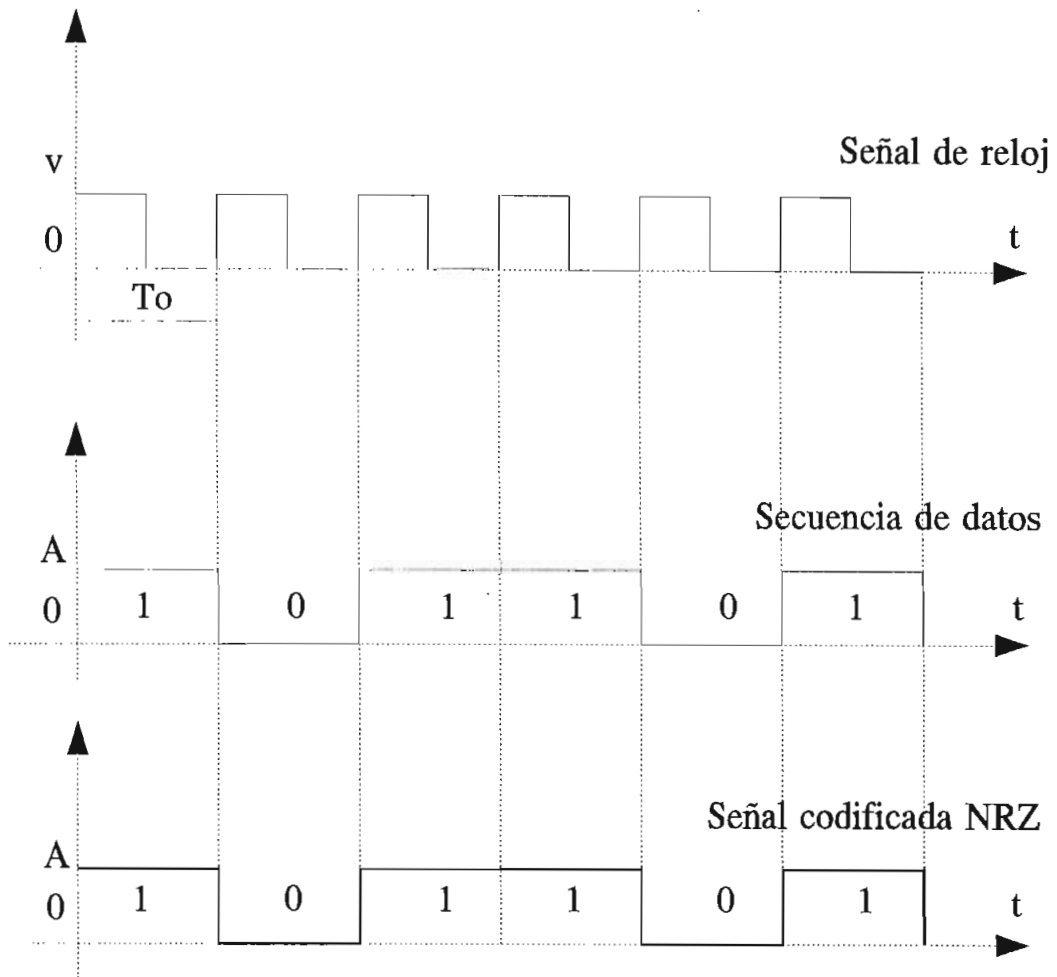 Señal de reloj
v
0
t
To
Secuencia de datos
A
0 1 0 1 1 0 1 t
Señal codificada NRZ
A
0 1 0 1 1 0 1 t